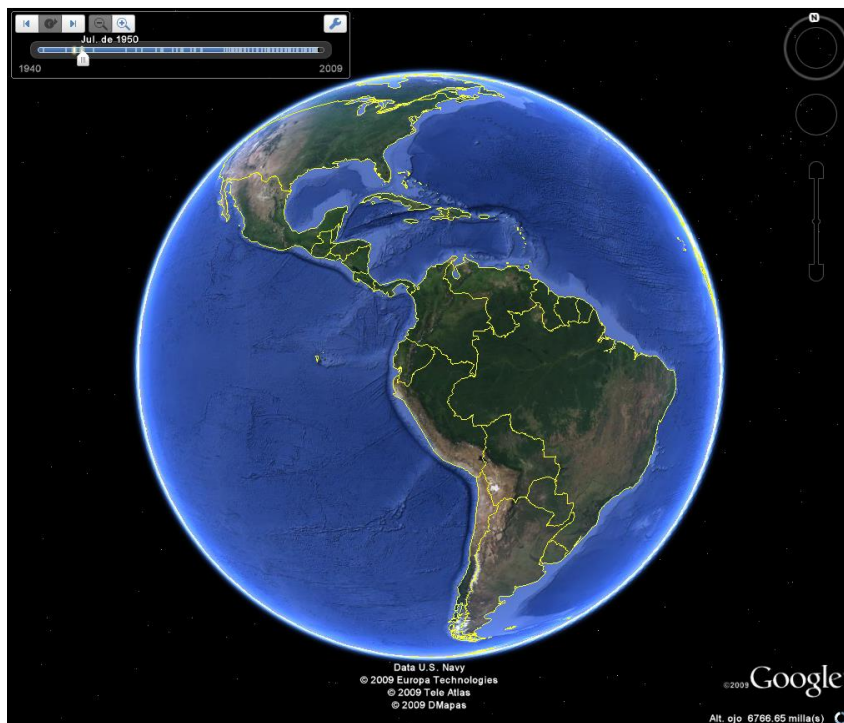 Jul. de 1950
1940 2009
N
Data U.S. Navy
© 2009 Europa Technologies
© 2009 Tele Atlas
© 2009 DMapas
©2009 Google
Alt. ojo 6766,65 milla(s)